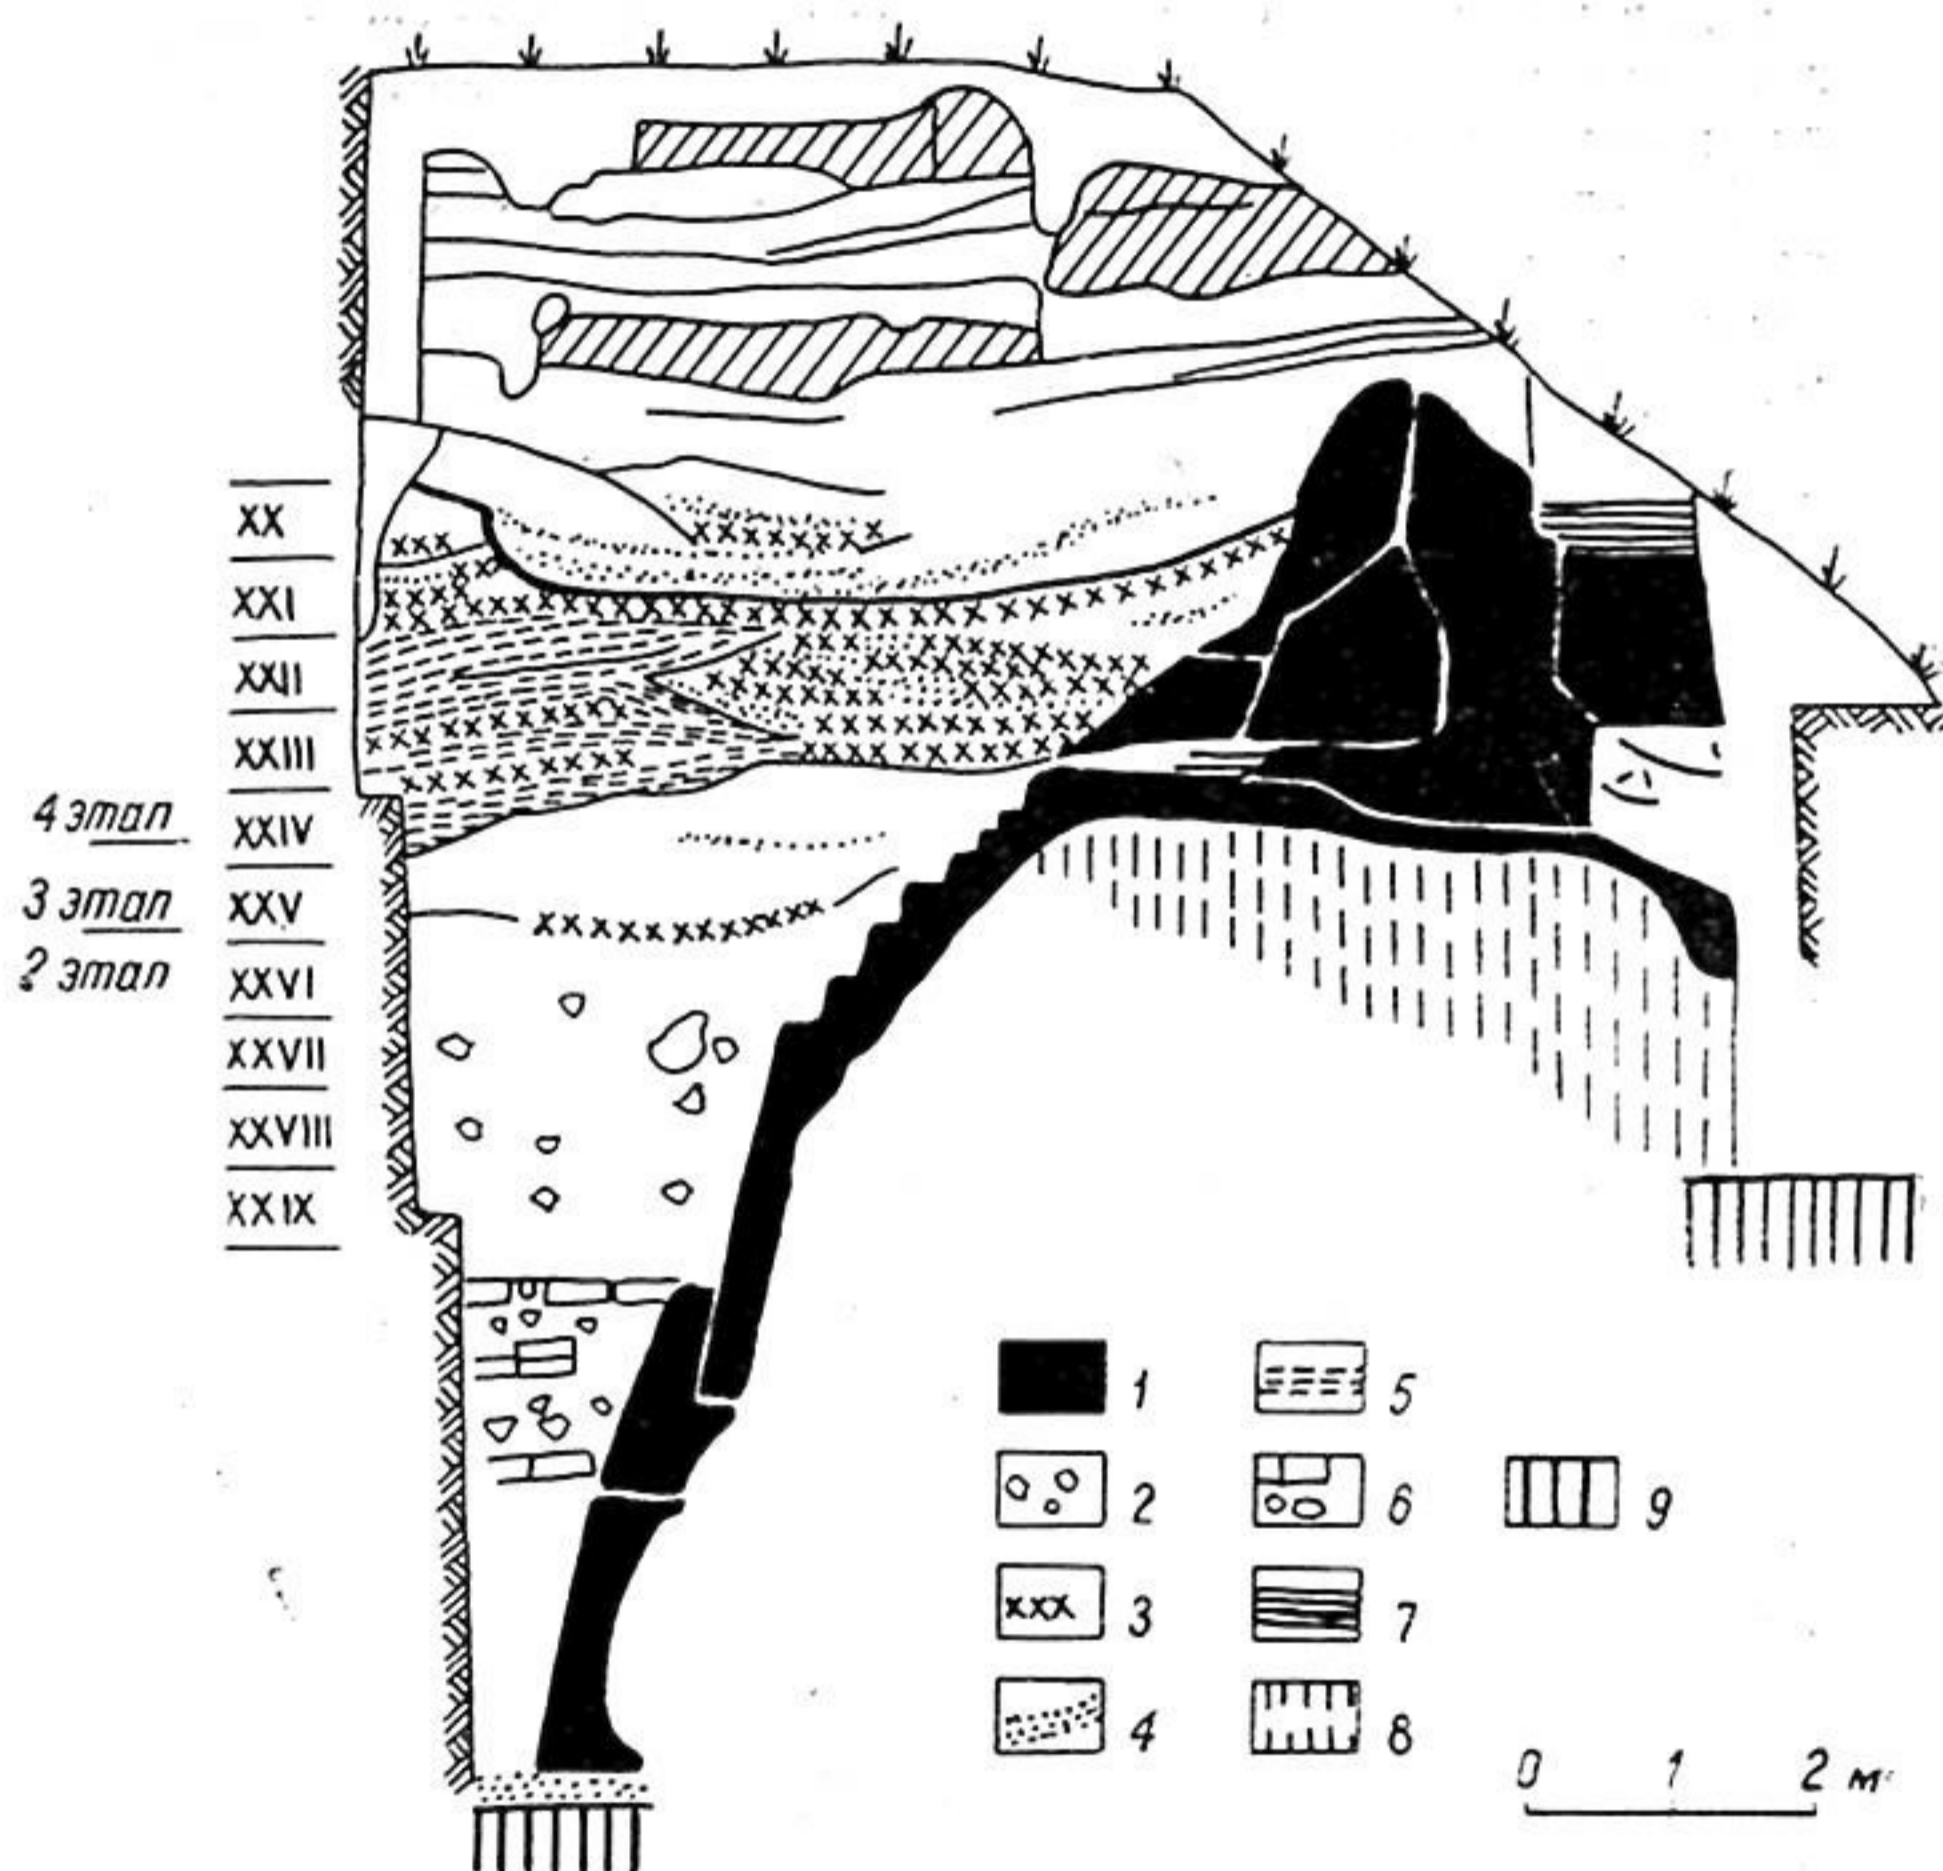 XX
XXI
XXII
XXIII
4 этап XXIV
3 этап XXV
2 этап XXVI
XXVII
XXVIII
XXIX
1 5
2 6 9
3 7
4 8
0 1 2 м